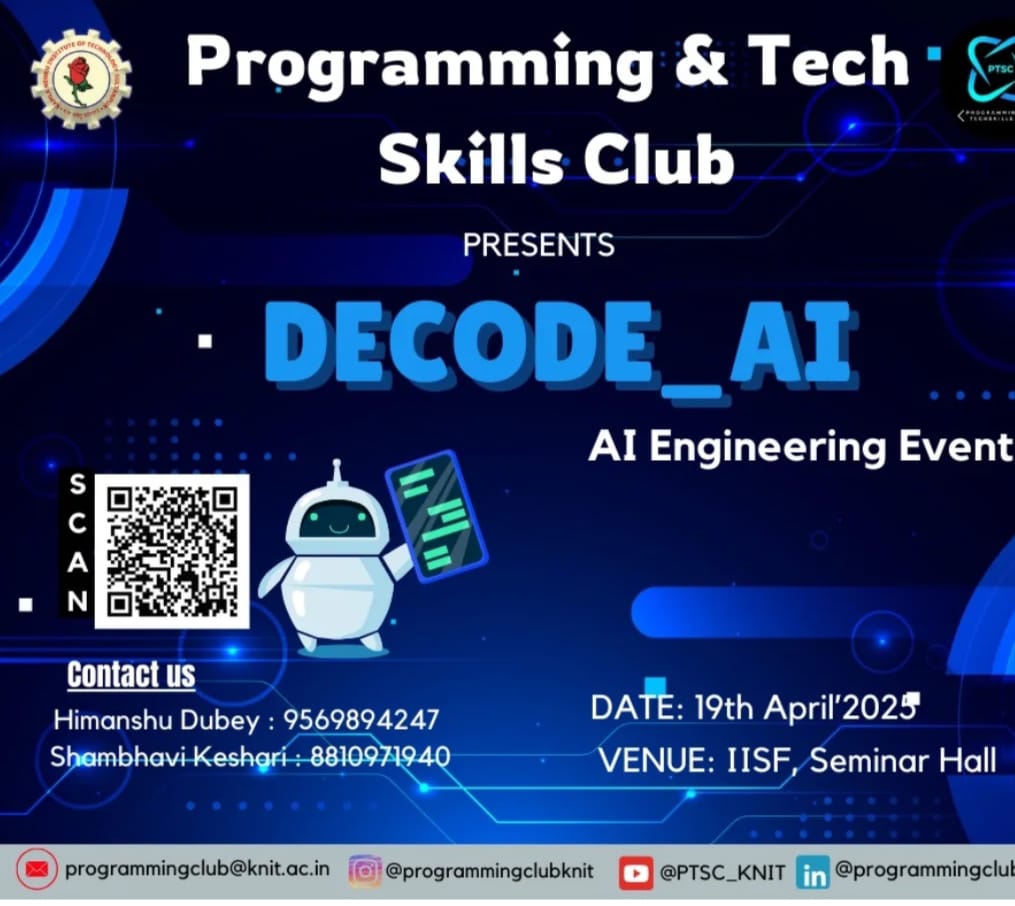 Programming & Tech
Skills Club
PTSC
PRESENTS
DECODE_AI
AI Engineering Event
SCAN
Contact us
Himanshu Dubey : 9569894247
Shambhavi Keshari : 8810971940
DATE: 19th April'2025
VENUE: IISF, Seminar Hall
programmingclub@knit.ac.in
@programmingclubknit
@PTSC_KNIT
@programmingclub